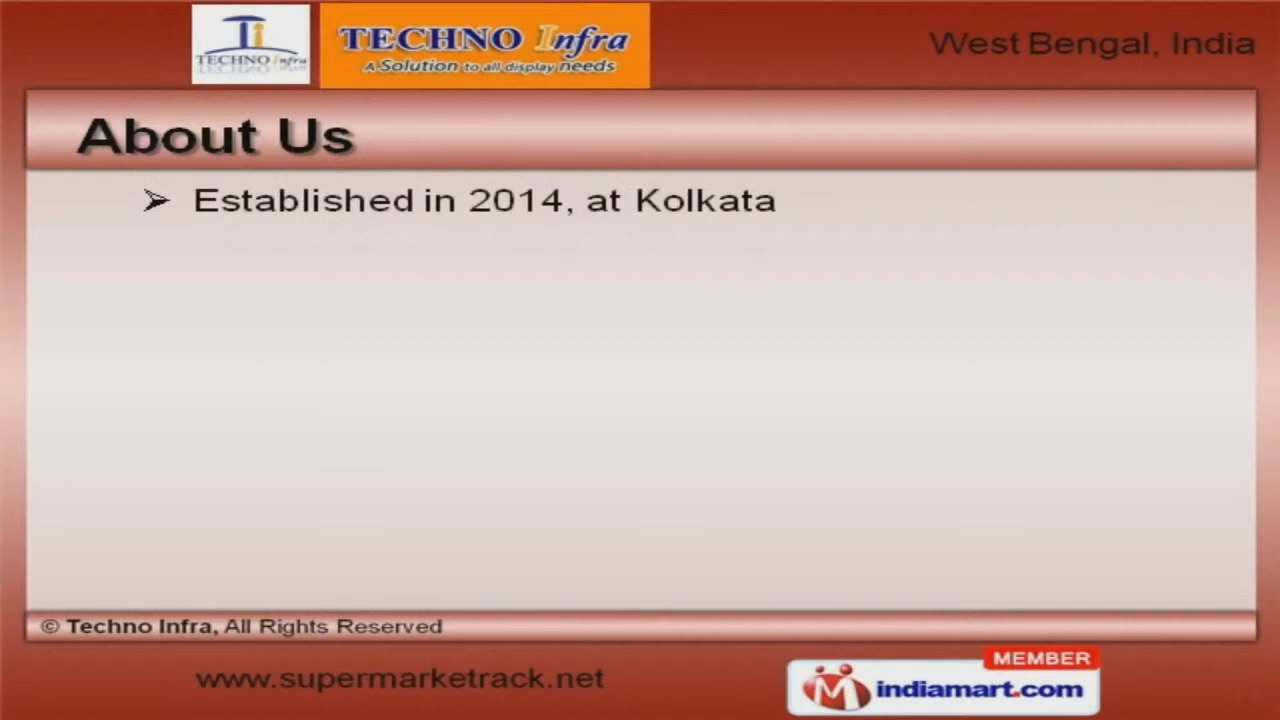 Ti
TECHNO Infra
TECHNO Infra
A Solution to all display needs
West Bengal, India
About Us
➢ Established in 2014, at Kolkata
© Techno Infra, All Rights Reserved
www.supermarketrack.net
MEMBER
indiamart.com